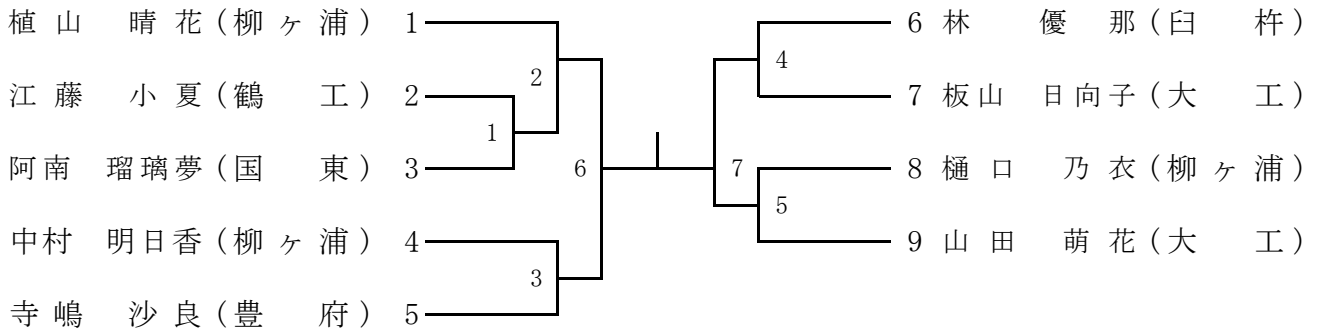 植山 晴花(柳ヶ浦) 1
江藤 小夏(鶴 工) 2
阿南 瑠璃夢(国 東) 3
中村 明日香(柳ヶ浦) 4
寺嶋 沙良(豊 府) 5
2
1
6
3
4
7
5
6 林 優那(臼 杵)
7 板山 日向子(大 工)
8 樋口 乃衣(柳ヶ浦)
9 山田 萌花(大 工)